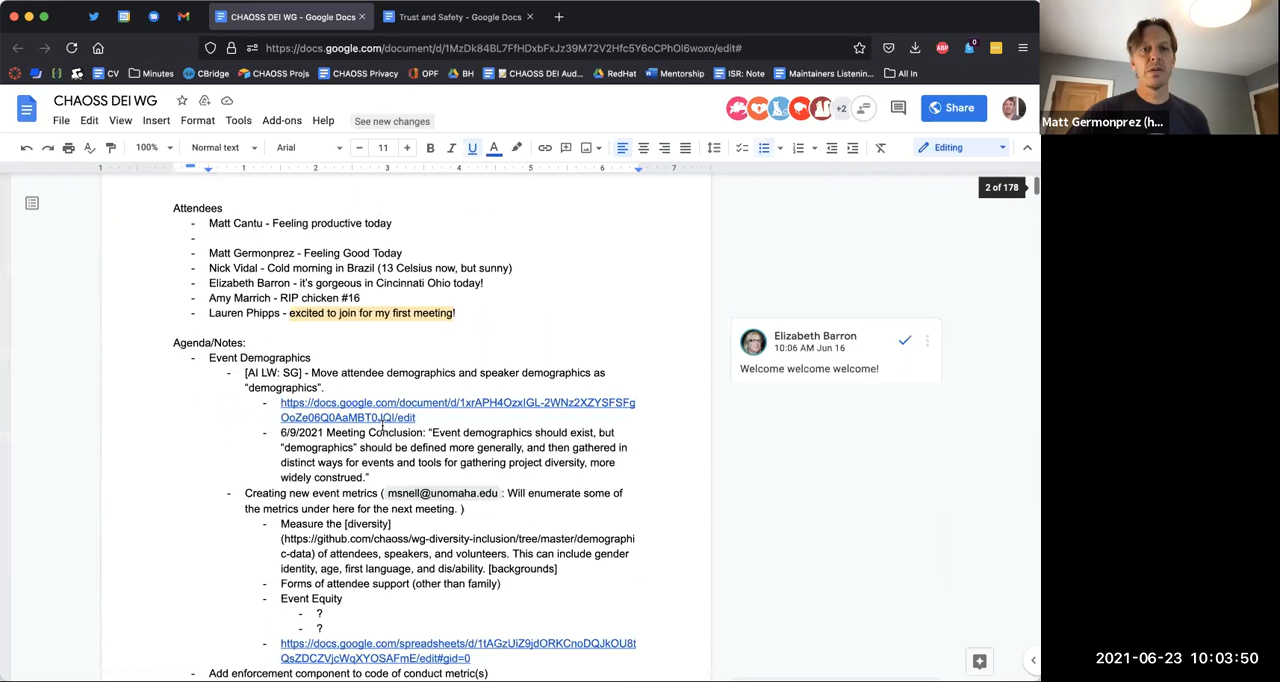 CHAOSS DEI WG - Google Docs
Trust and Safety - Google Docs
https://docs.google.com/document/d/1MzDk84BL7FfHDxbFxJz39M72V2Hfc5Y6oCPhOl6woxo/edit#
ABP
0
CV
Minutes
CBridge
CHAOSS Projs
CHAOSS Privacy
OPF
BH
CHAOSS DEI Aud...
RedHat
Mentorship
ISR: Note
Maintainers Listenin...
All In
CHAOSS DEI WG
File Edit View Insert Format Tools Add-ons Help See new changes
+2
Share
100% Normal text Arial 11 B I U A Editing
1 1 2 3 4 5 6 7
2 of 178
Attendees
- Matt Cantu - Feeling productive today
-
- Matt Germonprez - Feeling Good Today
- Nick Vidal - Cold morning in Brazil (13 Celsius now, but sunny)
- Elizabeth Barron - it's gorgeous in Cincinnati Ohio today!
- Amy Marrich - RIP chicken #16
- Lauren Phipps - excited to join for my first meeting!
Agenda/Notes:
- Event Demographics
- [AI LW: SG] - Move attendee demographics and speaker demographics as
“demographics”.
- https://docs.google.com/document/d/1xrAPH4OzxIGL-2WNz2XZYSFSFg
OoZe06Q0AaMBT0JQI/edit
- 6/9/2021 Meeting Conclusion: “Event demographics should exist, but
“demographics” should be defined more generally, and then gathered in
distinct ways for events and tools for gathering project diversity, more
widely construed.”
- Creating new event metrics ( msnell@unomaha.edu : Will enumerate some of
the metrics under here for the next meeting. )
- Measure the [diversity]
(https://github.com/chaoss/wg-diversity-inclusion/tree/master/demographi
c-data) of attendees, speakers, and volunteers. This can include gender
identity, age, first language, and dis/ability. [backgrounds]
- Forms of attendee support (other than family)
- Event Equity
- ?
- ?
- https://docs.google.com/spreadsheets/d/1tAGzUiZ9jdORKCnoDQJkOU8t
QsZDCZVjcWqXYOSAFmE/edit#gid=0
- Add enforcement component to code of conduct metric(s)
Elizabeth Barron
10:06 AM Jun 16
Welcome welcome welcome!
Matt Germonprez (h...
2021-06-23 10:03:50